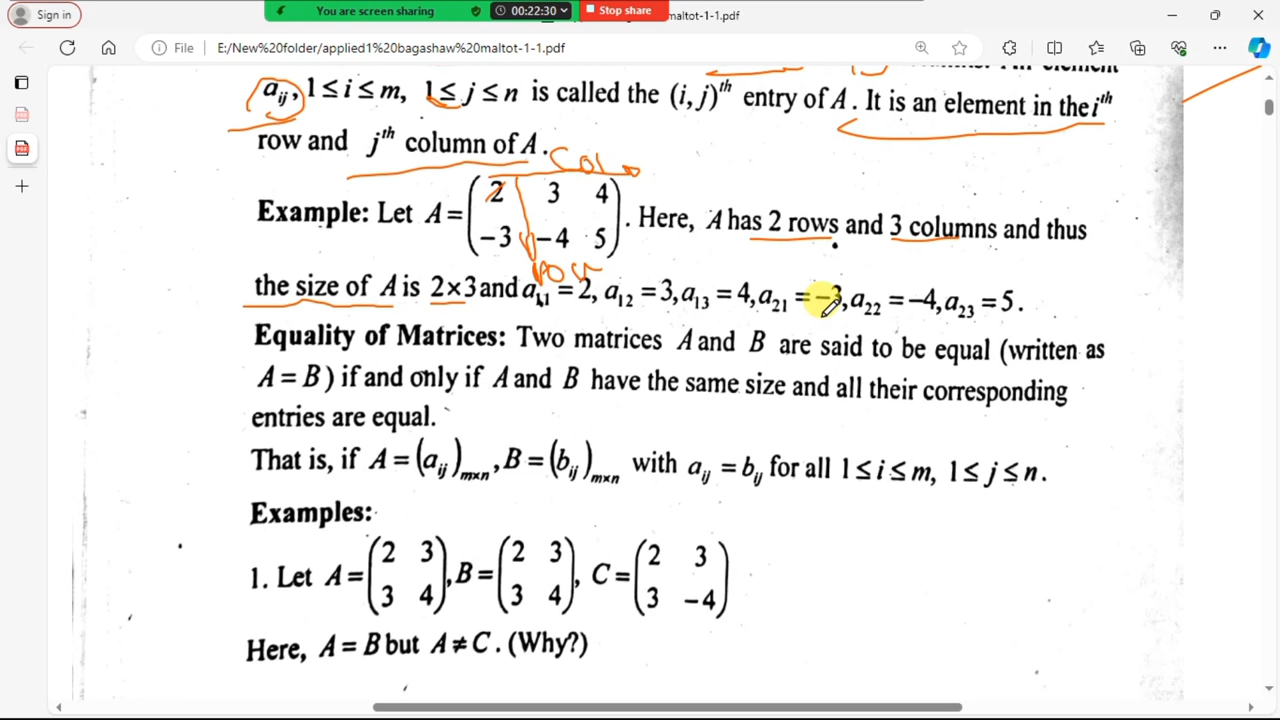 Sign in
You are screen sharing
00:22:30
Stop share
maltot-1-1.pdf
File
E:/New%20folder/applied1%20bagashaw%20maltot-1-1.pdf
a_ij, 1 ≤ i ≤ m, 1 ≤ j ≤ n is called the (i, j)^th entry of A. It is an element in the i^th
row and j^th column of A.
Col
Example: Let A = (2 3 4
-3 -4 5). Here, A has 2 rows and 3 columns and thus
row
the size of A is 2×3 and a_11 = 2, a_12 = 3, a_13 = 4, a_21 = -3, a_22 = -4, a_23 = 5.
Equality of Matrices: Two matrices A and B are said to be equal (written as
A = B) if and only if A and B have the same size and all their corresponding
entries are equal.
That is, if A = (a_ij)_m×n, B = (b_ij)_m×n with a_ij = b_ij for all 1 ≤ i ≤ m, 1 ≤ j ≤ n.
Examples:
1. Let A = (2 3
3 4), B = (2 3
3 4), C = (2 3
3 -4)
Here, A = B but A ≠ C. (Why?)